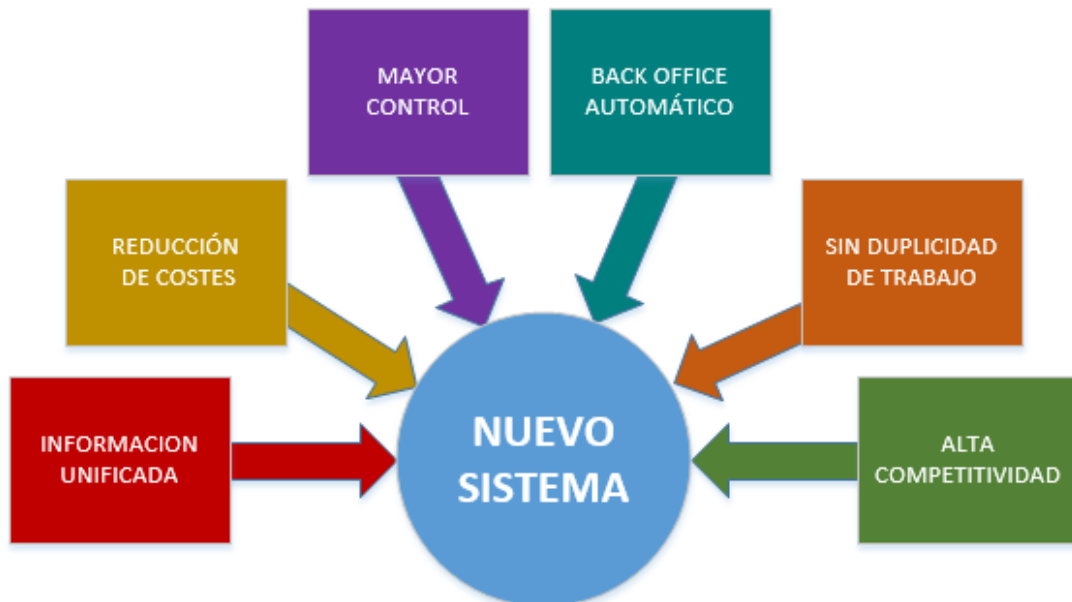 MAYOR
CONTROL
BACK OFFICE
AUTOMÁTICO
REDUCCIÓN
DE COSTES
SIN DUPLICIDAD
DE TRABAJO
INFORMACION
UNIFICADA
NUEVO
SISTEMA
ALTA
COMPETITIVIDAD